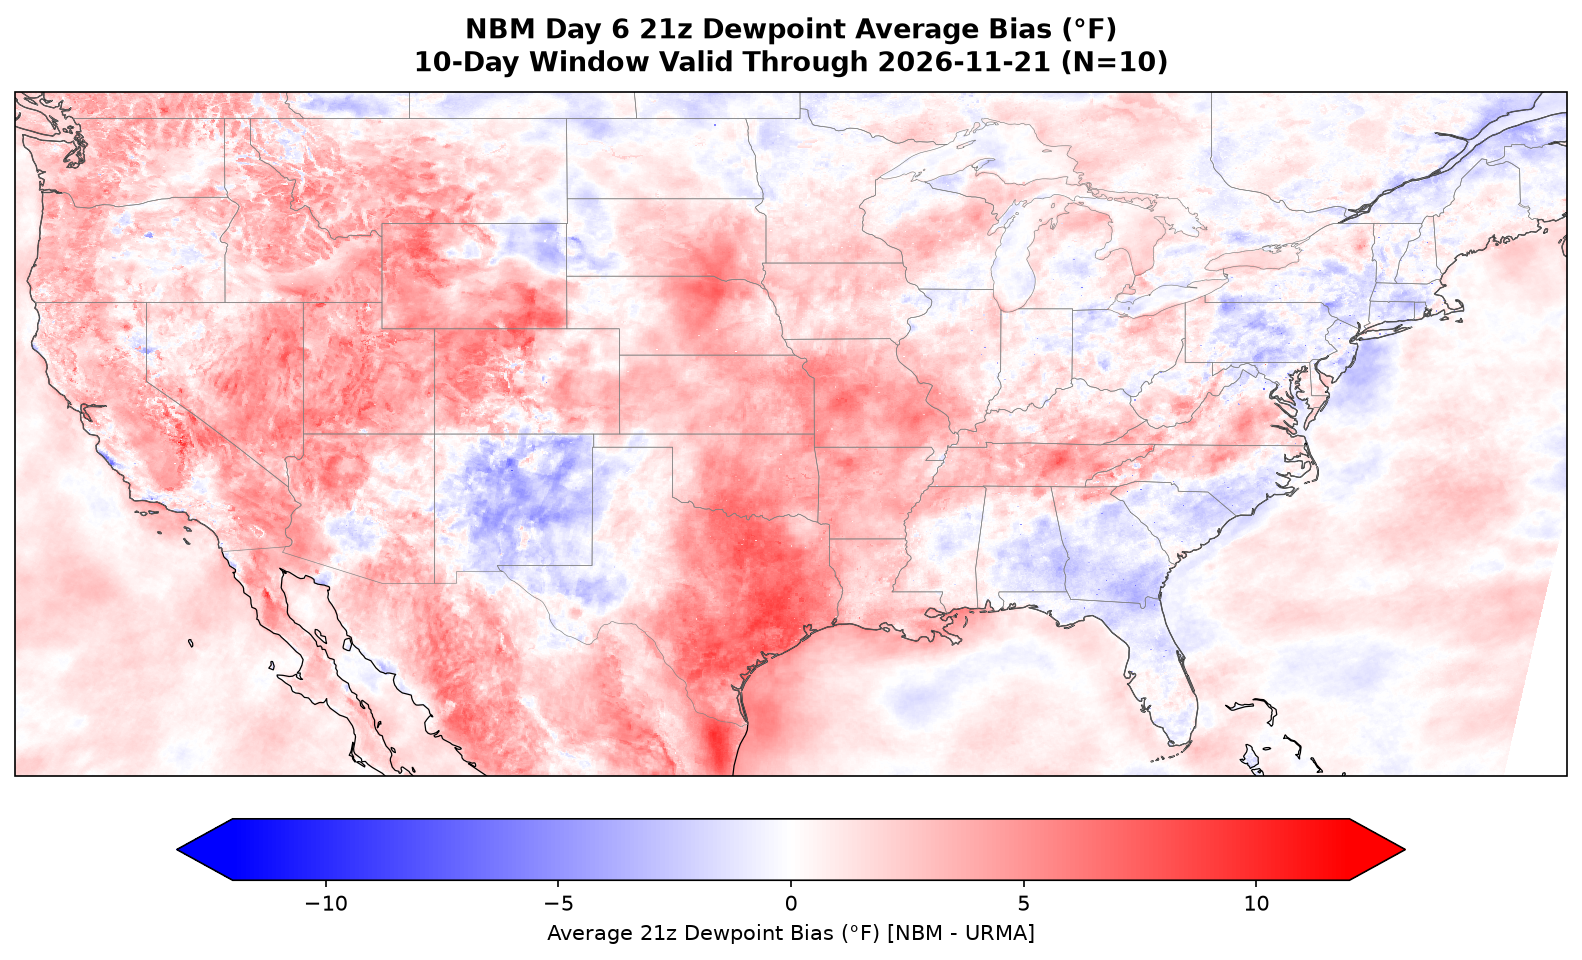 NBM Day 6 21z Dewpoint Average Bias (°F)
10-Day Window Valid Through 2026-11-21 (N=10)
−10 −5 0 5 10
Average 21z Dewpoint Bias (°F) [NBM - URMA]